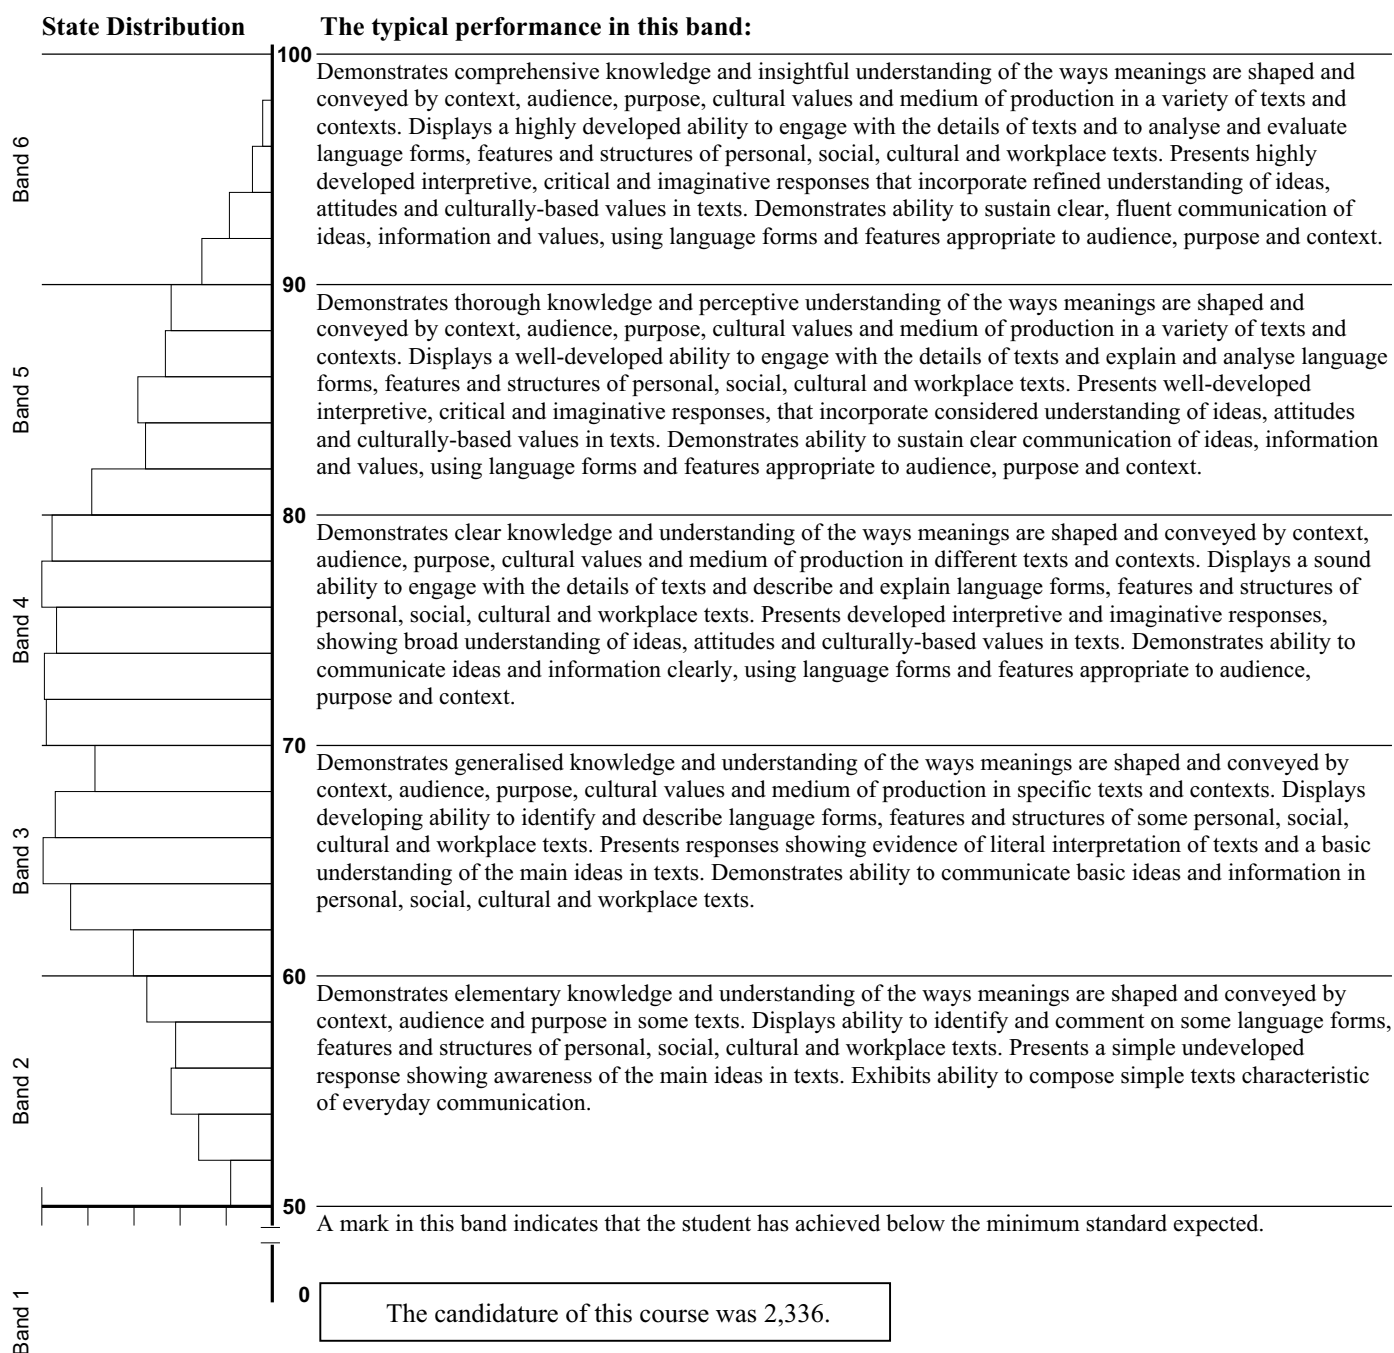 State Distribution
The typical performance in this band:
100
Demonstrates comprehensive knowledge and insightful understanding of the ways meanings are shaped and
conveyed by context, audience, purpose, cultural values and medium of production in a variety of texts and
contexts. Displays a highly developed ability to engage with the details of texts and to analyse and evaluate
language forms, features and structures of personal, social, cultural and workplace texts. Presents highly
developed interpretive, critical and imaginative responses that incorporate refined understanding of ideas,
attitudes and culturally-based values in texts. Demonstrates ability to sustain clear, fluent communication of
ideas, information and values, using language forms and features appropriate to audience, purpose and context.
Band 6
90
Demonstrates thorough knowledge and perceptive understanding of the ways meanings are shaped and
conveyed by context, audience, purpose, cultural values and medium of production in a variety of texts and
contexts. Displays a well-developed ability to engage with the details of texts and explain and analyse language
forms, features and structures of personal, social, cultural and workplace texts. Presents well-developed
interpretive, critical and imaginative responses, that incorporate considered understanding of ideas, attitudes
and culturally-based values in texts. Demonstrates ability to sustain clear communication of ideas, information
and values, using language forms and features appropriate to audience, purpose and context.
Band 5
80
Demonstrates clear knowledge and understanding of the ways meanings are shaped and conveyed by context,
audience, purpose, cultural values and medium of production in different texts and contexts. Displays a sound
ability to engage with the details of texts and describe and explain language forms, features and structures of
personal, social, cultural and workplace texts. Presents developed interpretive and imaginative responses,
showing broad understanding of ideas, attitudes and culturally-based values in texts. Demonstrates ability to
communicate ideas and information clearly, using language forms and features appropriate to audience,
purpose and context.
Band 4
70
Demonstrates generalised knowledge and understanding of the ways meanings are shaped and conveyed by
context, audience, purpose, cultural values and medium of production in specific texts and contexts. Displays
developing ability to identify and describe language forms, features and structures of some personal, social,
cultural and workplace texts. Presents responses showing evidence of literal interpretation of texts and a basic
understanding of the main ideas in texts. Demonstrates ability to communicate basic ideas and information in
personal, social, cultural and workplace texts.
Band 3
60
Demonstrates elementary knowledge and understanding of the ways meanings are shaped and conveyed by
context, audience and purpose in some texts. Displays ability to identify and comment on some language forms,
features and structures of personal, social, cultural and workplace texts. Presents a simple undeveloped
response showing awareness of the main ideas in texts. Exhibits ability to compose simple texts characteristic
of everyday communication.
Band 2
50
A mark in this band indicates that the student has achieved below the minimum standard expected.
Band 1
0
The candidature of this course was 2,336.